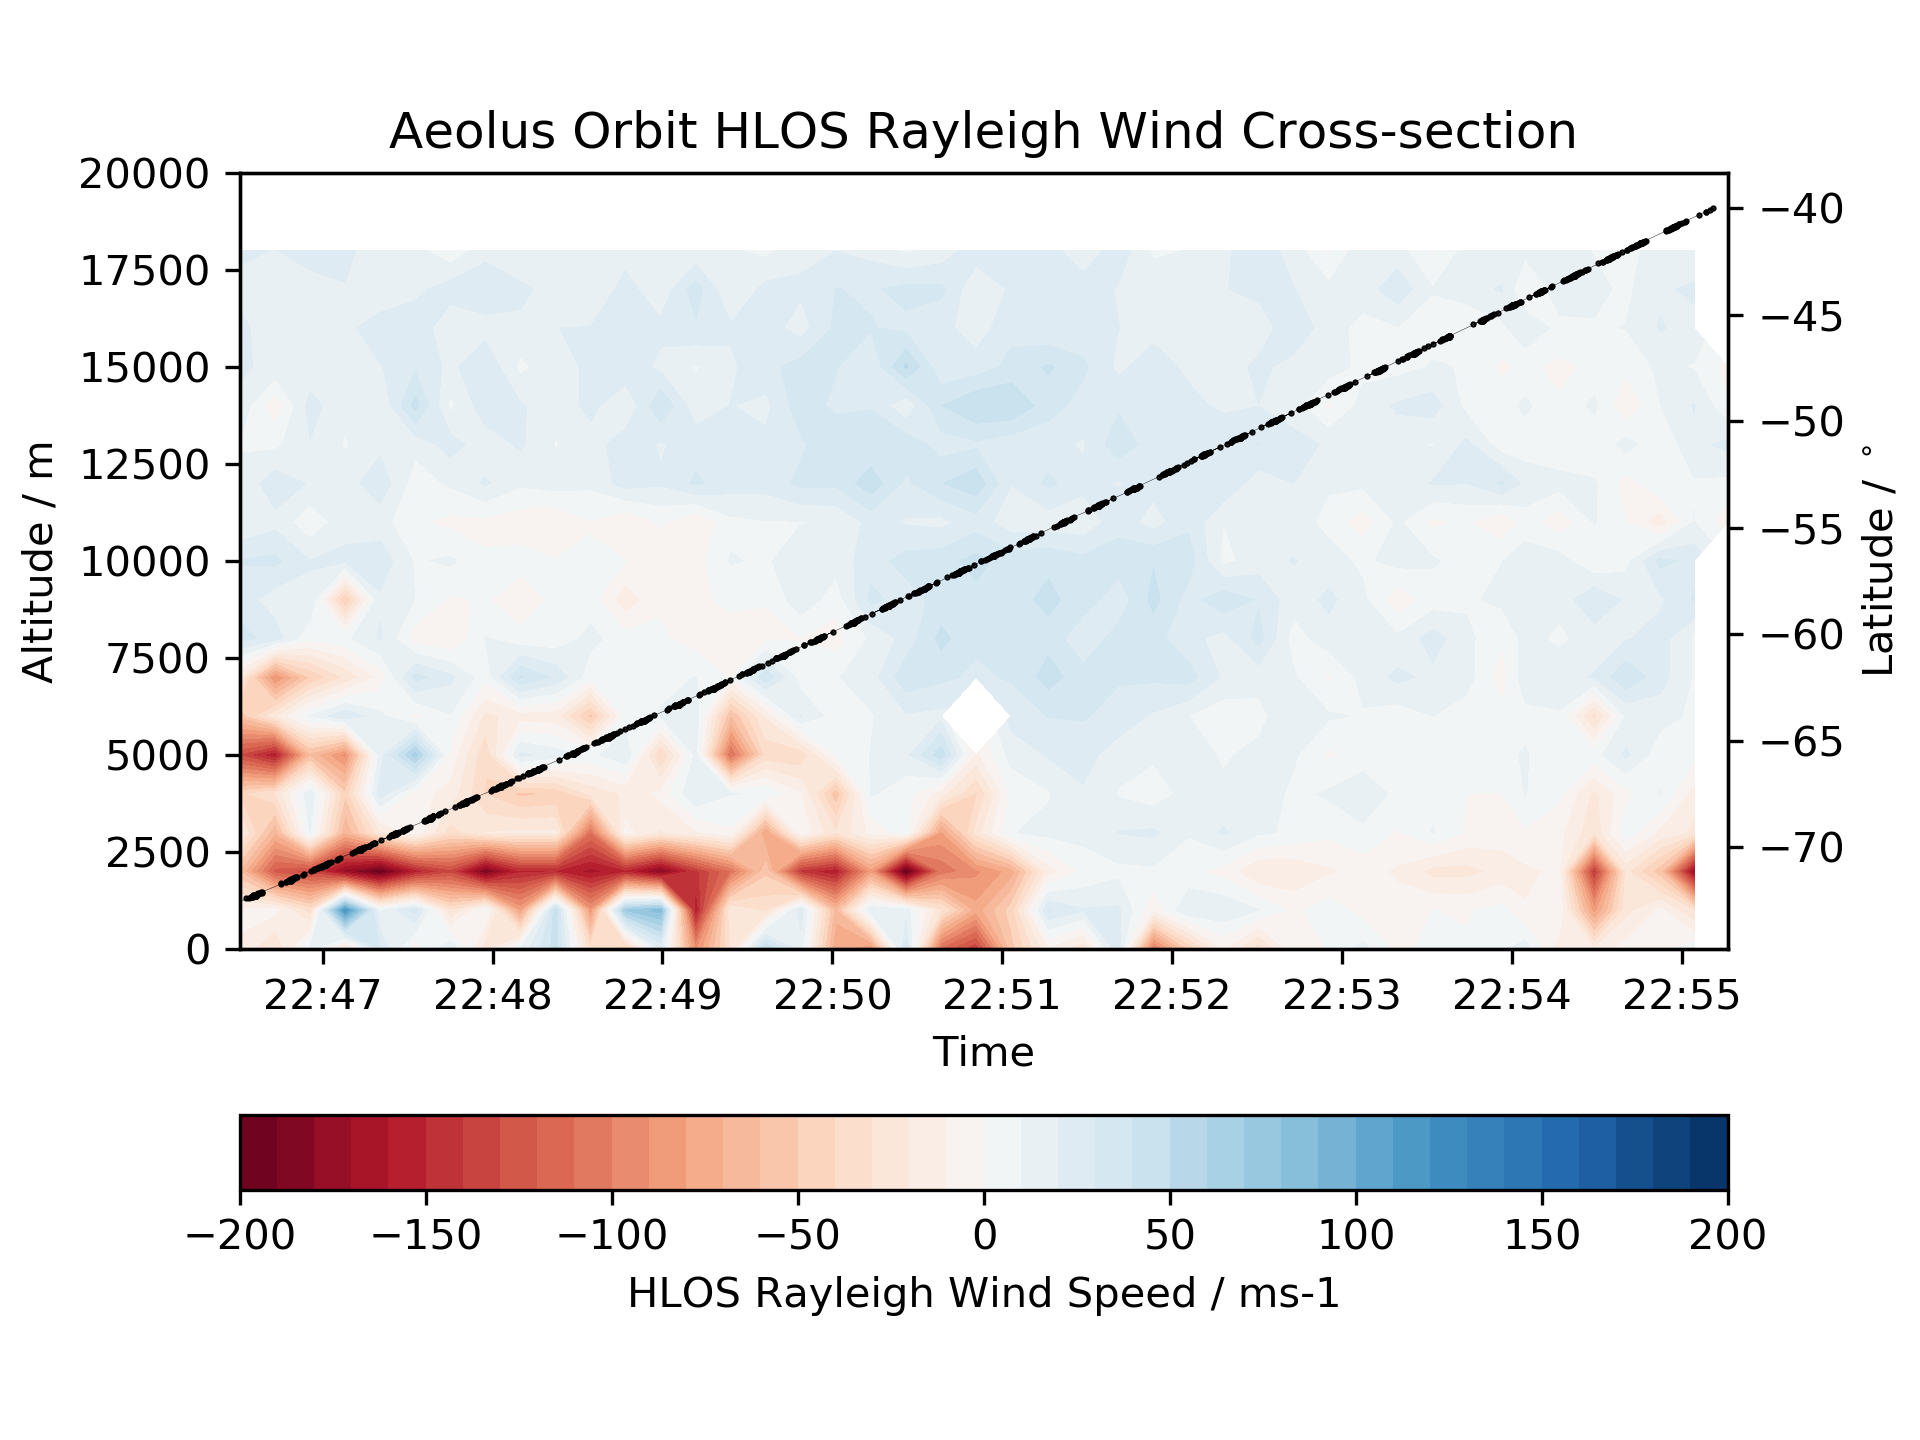 Aeolus Orbit HLOS Rayleigh Wind Cross-section
20000
17500
15000
12500
10000
7500
5000
2500
0
Altitude / m
−40
−45
−50
−55
−60
−65
−70
Latitude / °
22:47 22:48 22:49 22:50 22:51 22:52 22:53 22:54 22:55
Time
−200 −150 −100 −50 0 50 100 150 200
HLOS Rayleigh Wind Speed / ms-1